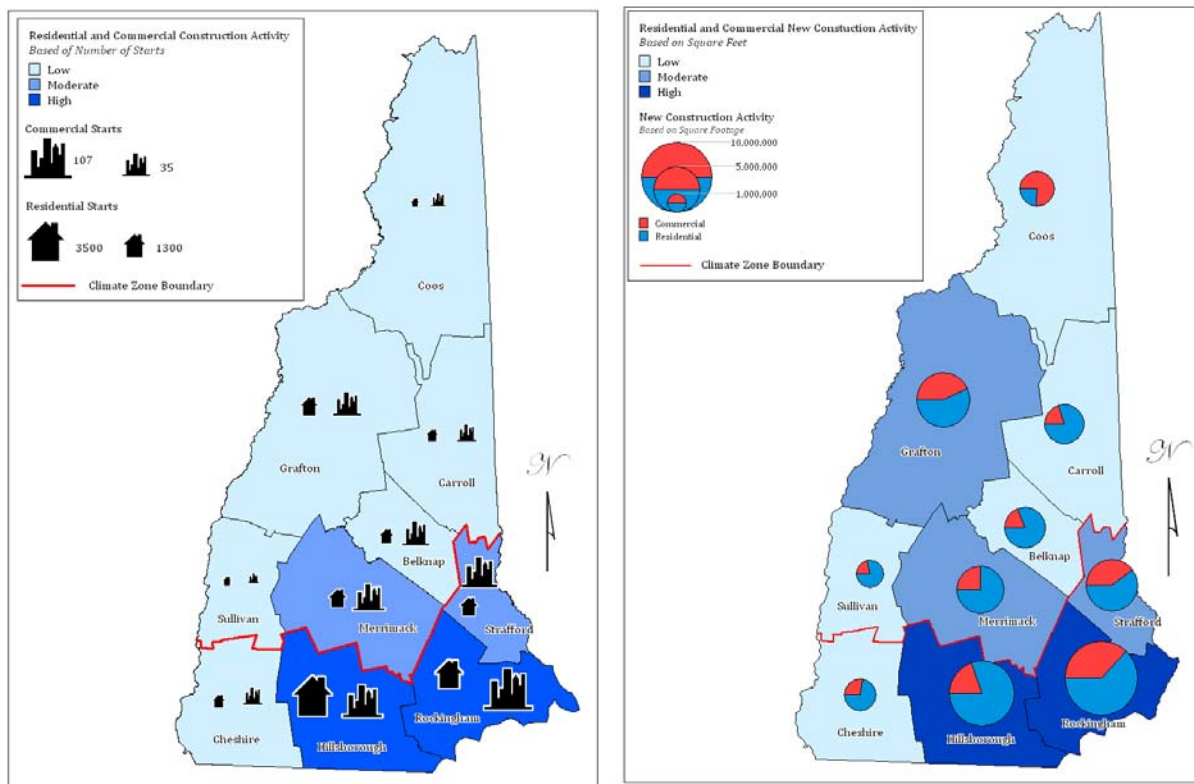 Residential and Commercial Construction Activity
Based of Number of Starts
Low
Moderate
High
Commercial Starts
107 35
Residential Starts
3500 1300
Climate Zone Boundary
Coos
Grafton
Carroll
Belknap
Sullivan
Merrimack
Strafford
Rockingham
Cheshire
Hillsborough
N
Residential and Commercial New Constuction Activity
Based on Square Feet
Low
Moderate
High
New Construction Activity
Based on Square Footage
10.000.000
5.000.000
1.000.000
Commercial
Residential
Climate Zone Boundary
Coos
Grafton
Carroll
Belknap
Sullivan
Merrimack
Strafford
Rockingham
Cheshire
Hillsborough
N